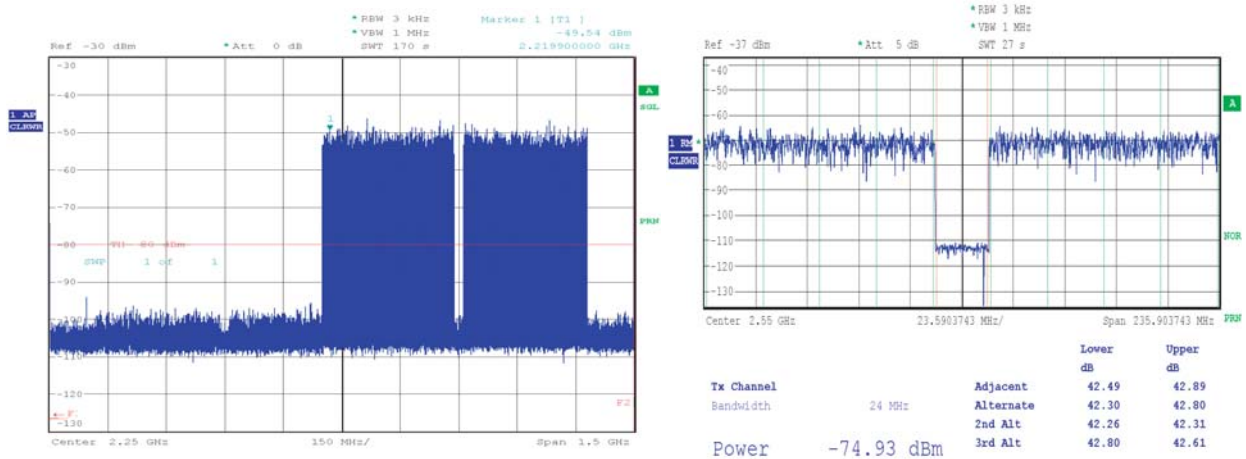 * RBW 3 kHz Marker 1 [T1 ]
* VBW 1 MHz -49.54 dBm
Ref -30 dBm * Att 0 dB SWT 170 s 2.219900000 GHz
-30
-40
-50
-60
-70
-80
-90
-100
-110
-120
-130
1 AP
CLRWR
A
SGL
PRN
1
SWP 1 of 1
F2
Center 2.25 GHz 150 MHz/ Span 1.5 GHz
* RBW 3 kHz
* VBW 1 MHz
Ref -37 dBm * Att 5 dB SWT 27 s
-40
-50
-60
-70
-80
-90
-100
-110
-120
-130
1 RM *
CLRWR
A
NOR
PRN
Center 2.55 GHz 23.5903743 MHz/ Span 235.903743 MHz
Lower Upper
dB dB
Tx Channel Adjacent 42.49 42.89
Bandwidth 24 MHz Alternate 42.30 42.80
2nd Alt 42.26 42.31
Power -74.93 dBm 3rd Alt 42.80 42.61